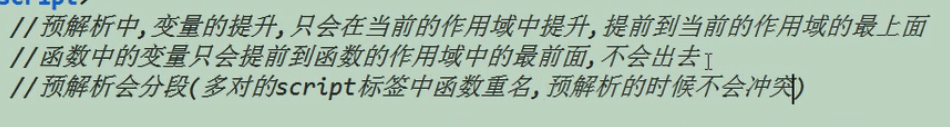 script>
//预解析中,变量的提升,只会在当前的作用域中提升,提前到当前的作用域的最上面
//函数中的变量只会提前到函数的作用域中的最前面,不会出去
//预解析会分段(多对的script标签中函数重名,预解析的时候不会冲突)